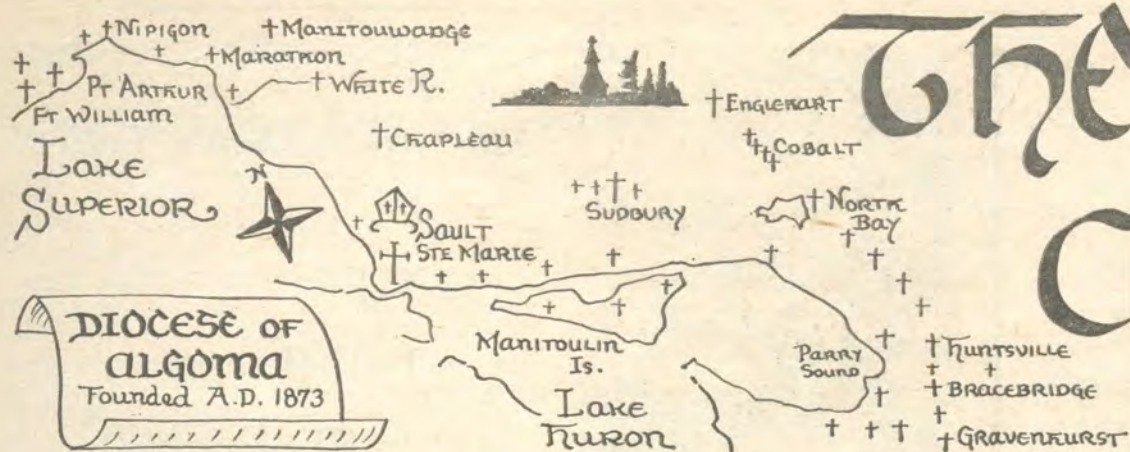 THE
C
NIPIGON
MANITOUWADGE
MARATHON
WHITE R.
PT ARTHUR
FT WILLIAM
LAKE
SUPERIOR
N
CHAPLEAU
ENGLEHART
COBALT
SUDBURY
NORTH
BAY
SAULT
STE MARIE
MANITOULIN
IS.
LAKE
HURON
PARRY
SOUND
HUNTSVILLE
BRACEBRIDGE
GRAVENHURST
DIOCESE OF
ALGOMA
Founded A.D. 1873